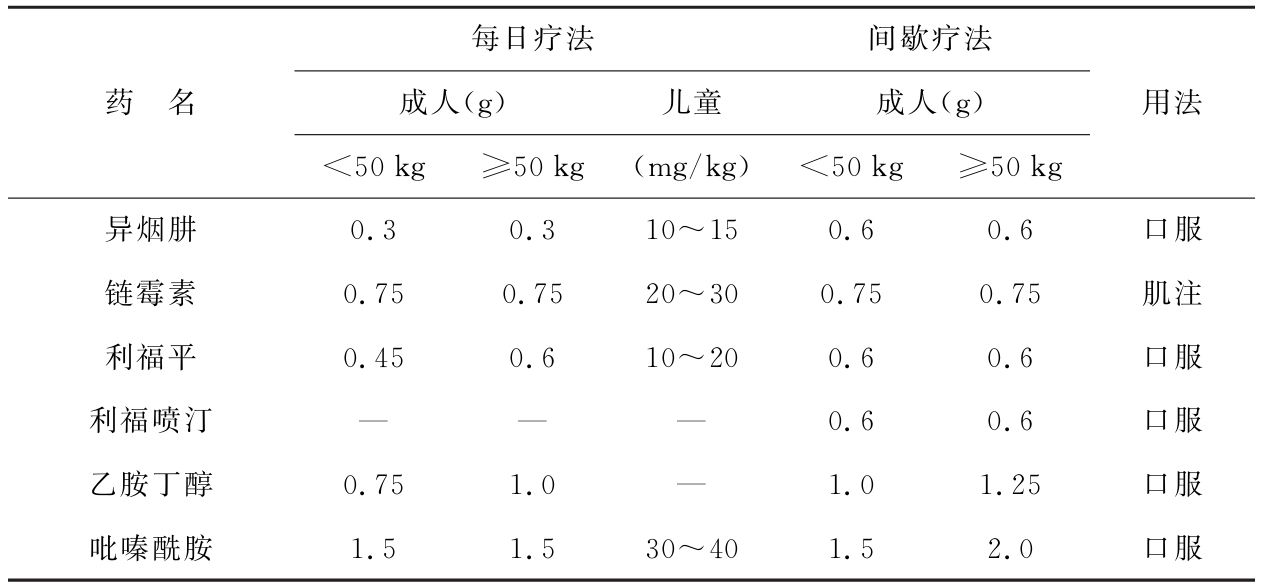 每日疗法 间歇疗法
药 名 成人(g) 儿童 成人(g) 用法
<50 kg ≥50 kg (mg/kg) <50 kg ≥50 kg
异烟肼 0.3 0.3 10～15 0.6 0.6 口服
链霉素 0.75 0.75 20～30 0.75 0.75 肌注
利福平 0.45 0.6 10～20 0.6 0.6 口服
利福喷汀 — — — 0.6 0.6 口服
乙胺丁醇 0.75 1.0 — 1.0 1.25 口服
吡嗪酰胺 1.5 1.5 30～40 1.5 2.0 口服